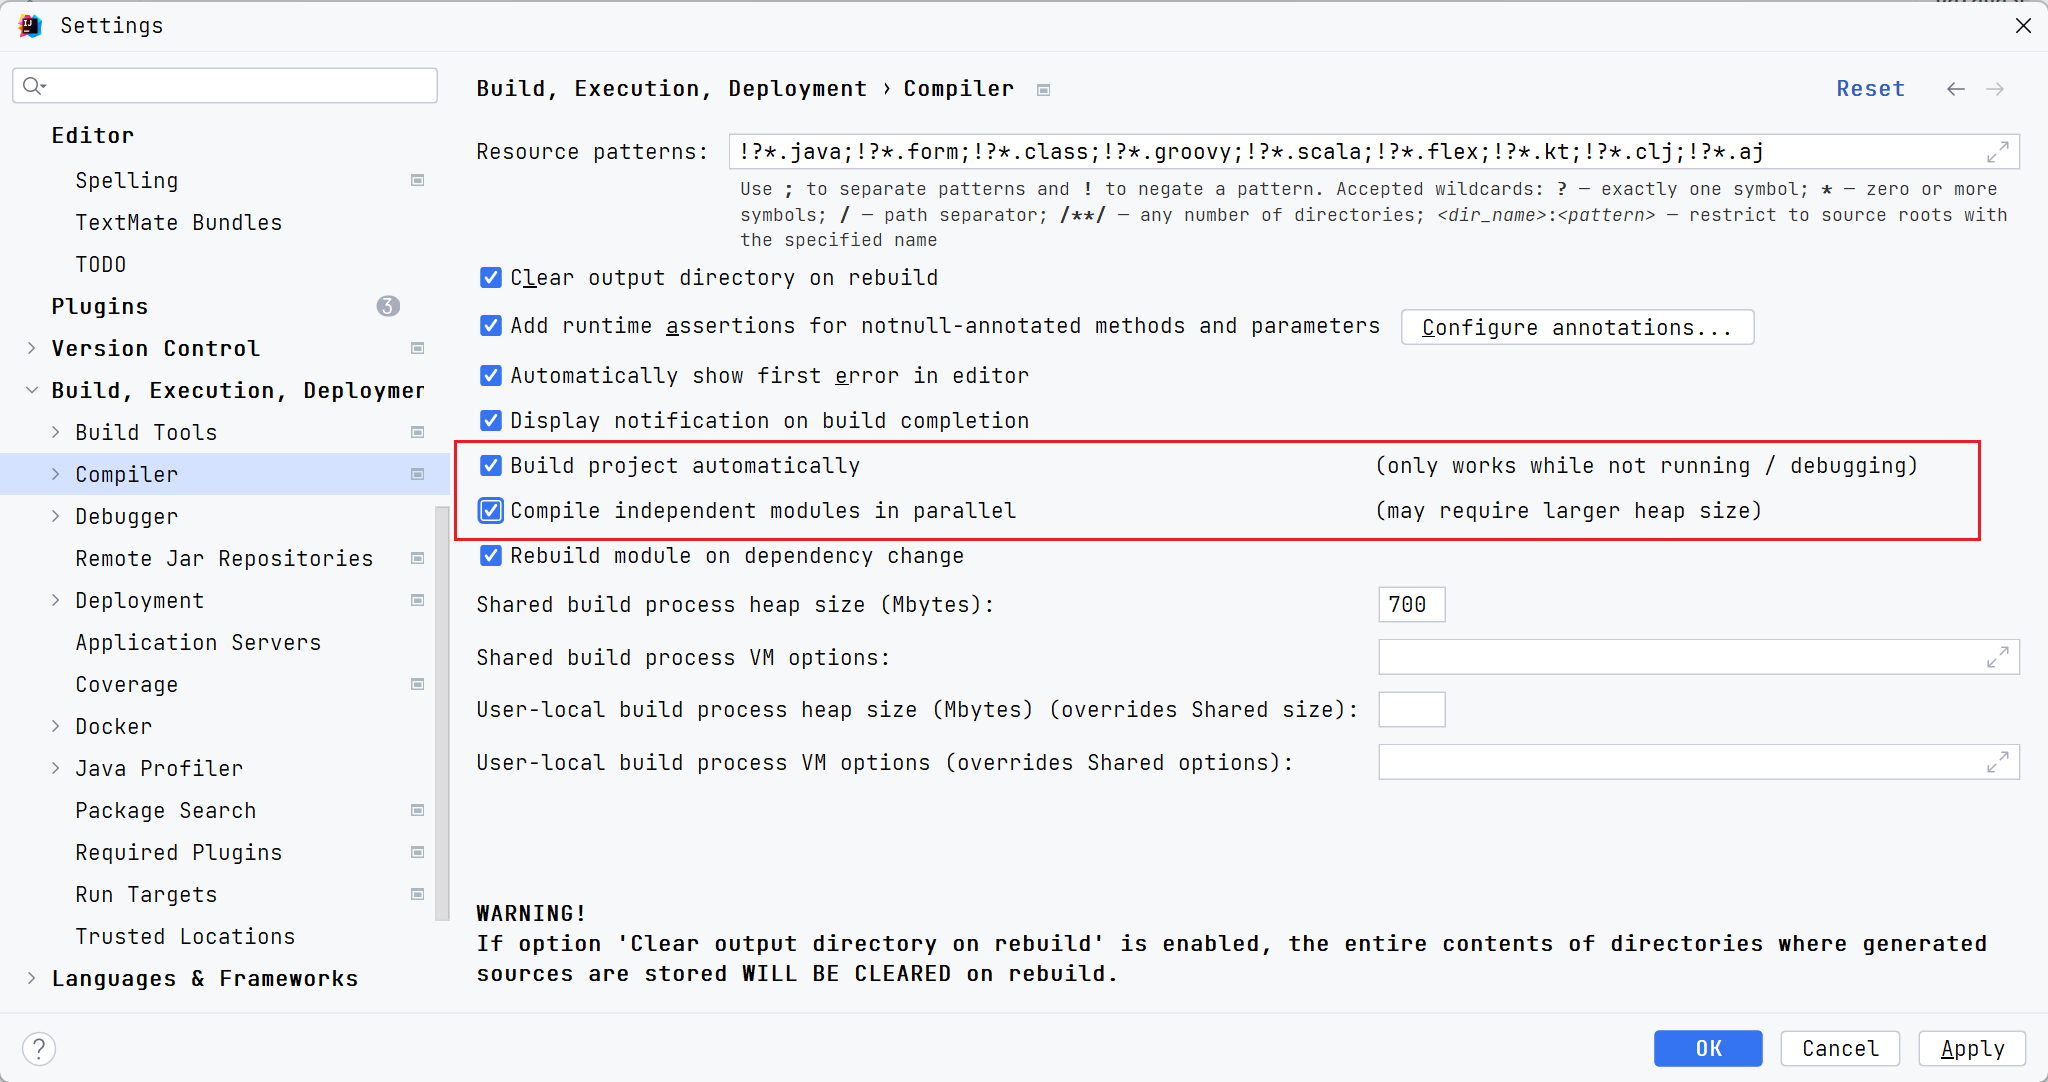 Settings
Editor
Spelling
TextMate Bundles
TODO
Plugins 3
Version Control
Build, Execution, Deploymer
Build Tools
Compiler
Debugger
Remote Jar Repositories
Deployment
Application Servers
Coverage
Docker
Java Profiler
Package Search
Required Plugins
Run Targets
Trusted Locations
Languages & Frameworks
Build, Execution, Deployment › Compiler
Reset
Resource patterns: !?*.java;!?*.form;!?*.class;!?*.groovy;!?*.scala;!?*.flex;!?*.kt;!?*.clj;!?*.aj
Use ; to separate patterns and ! to negate a pattern. Accepted wildcards: ? — exactly one symbol; * — zero or more
symbols; / — path separator; /**/ — any number of directories; <dir_name>:<pattern> — restrict to source roots with
the specified name
Clear output directory on rebuild
Add runtime assertions for notnull-annotated methods and parameters Configure annotations...
Automatically show first error in editor
Display notification on build completion
Build project automatically (only works while not running / debugging)
Compile independent modules in parallel (may require larger heap size)
Rebuild module on dependency change
Shared build process heap size (Mbytes): 700
Shared build process VM options:
User-local build process heap size (Mbytes) (overrides Shared size):
User-local build process VM options (overrides Shared options):
WARNING!
If option 'Clear output directory on rebuild' is enabled, the entire contents of directories where generated
sources are stored WILL BE CLEARED on rebuild.
? OK Cancel Apply